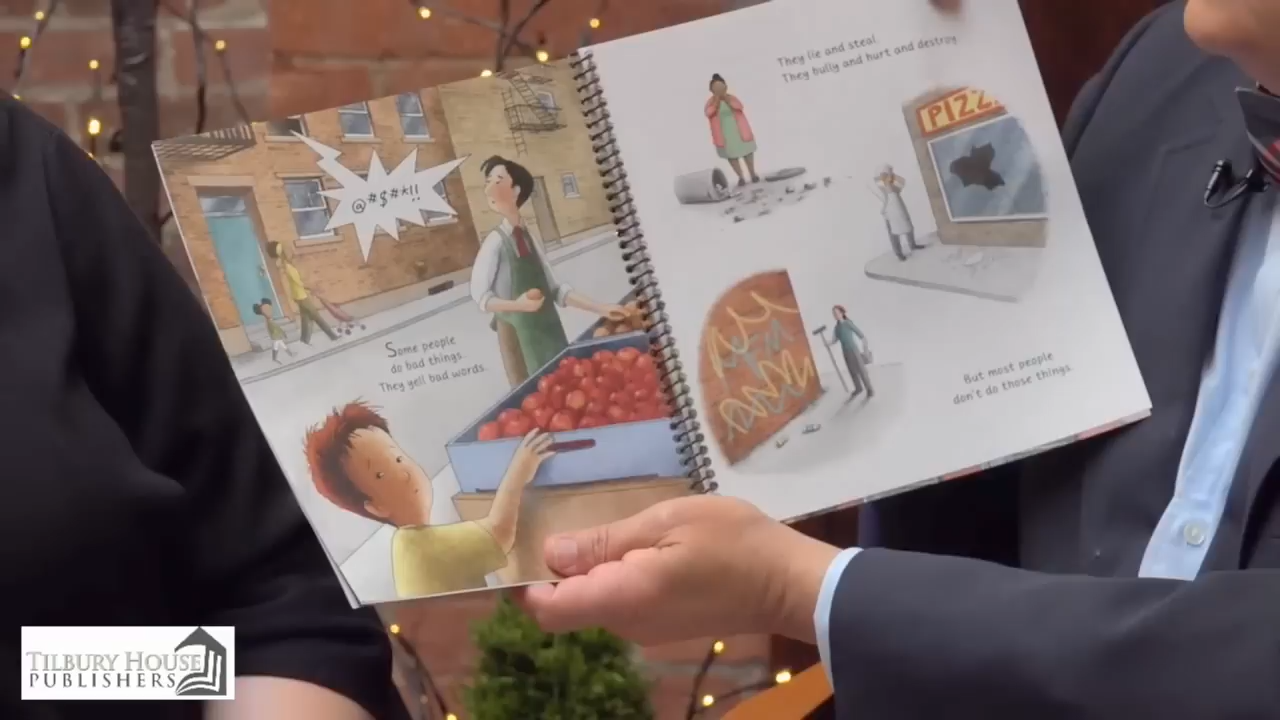 @#$#*!!
Some people
do bad things.
They yell bad words.
They lie and steal.
They bully and hurt and destroy.
PIZZ
But most people
don't do those things.
TILBURY HOUSE
PUBLISHERS